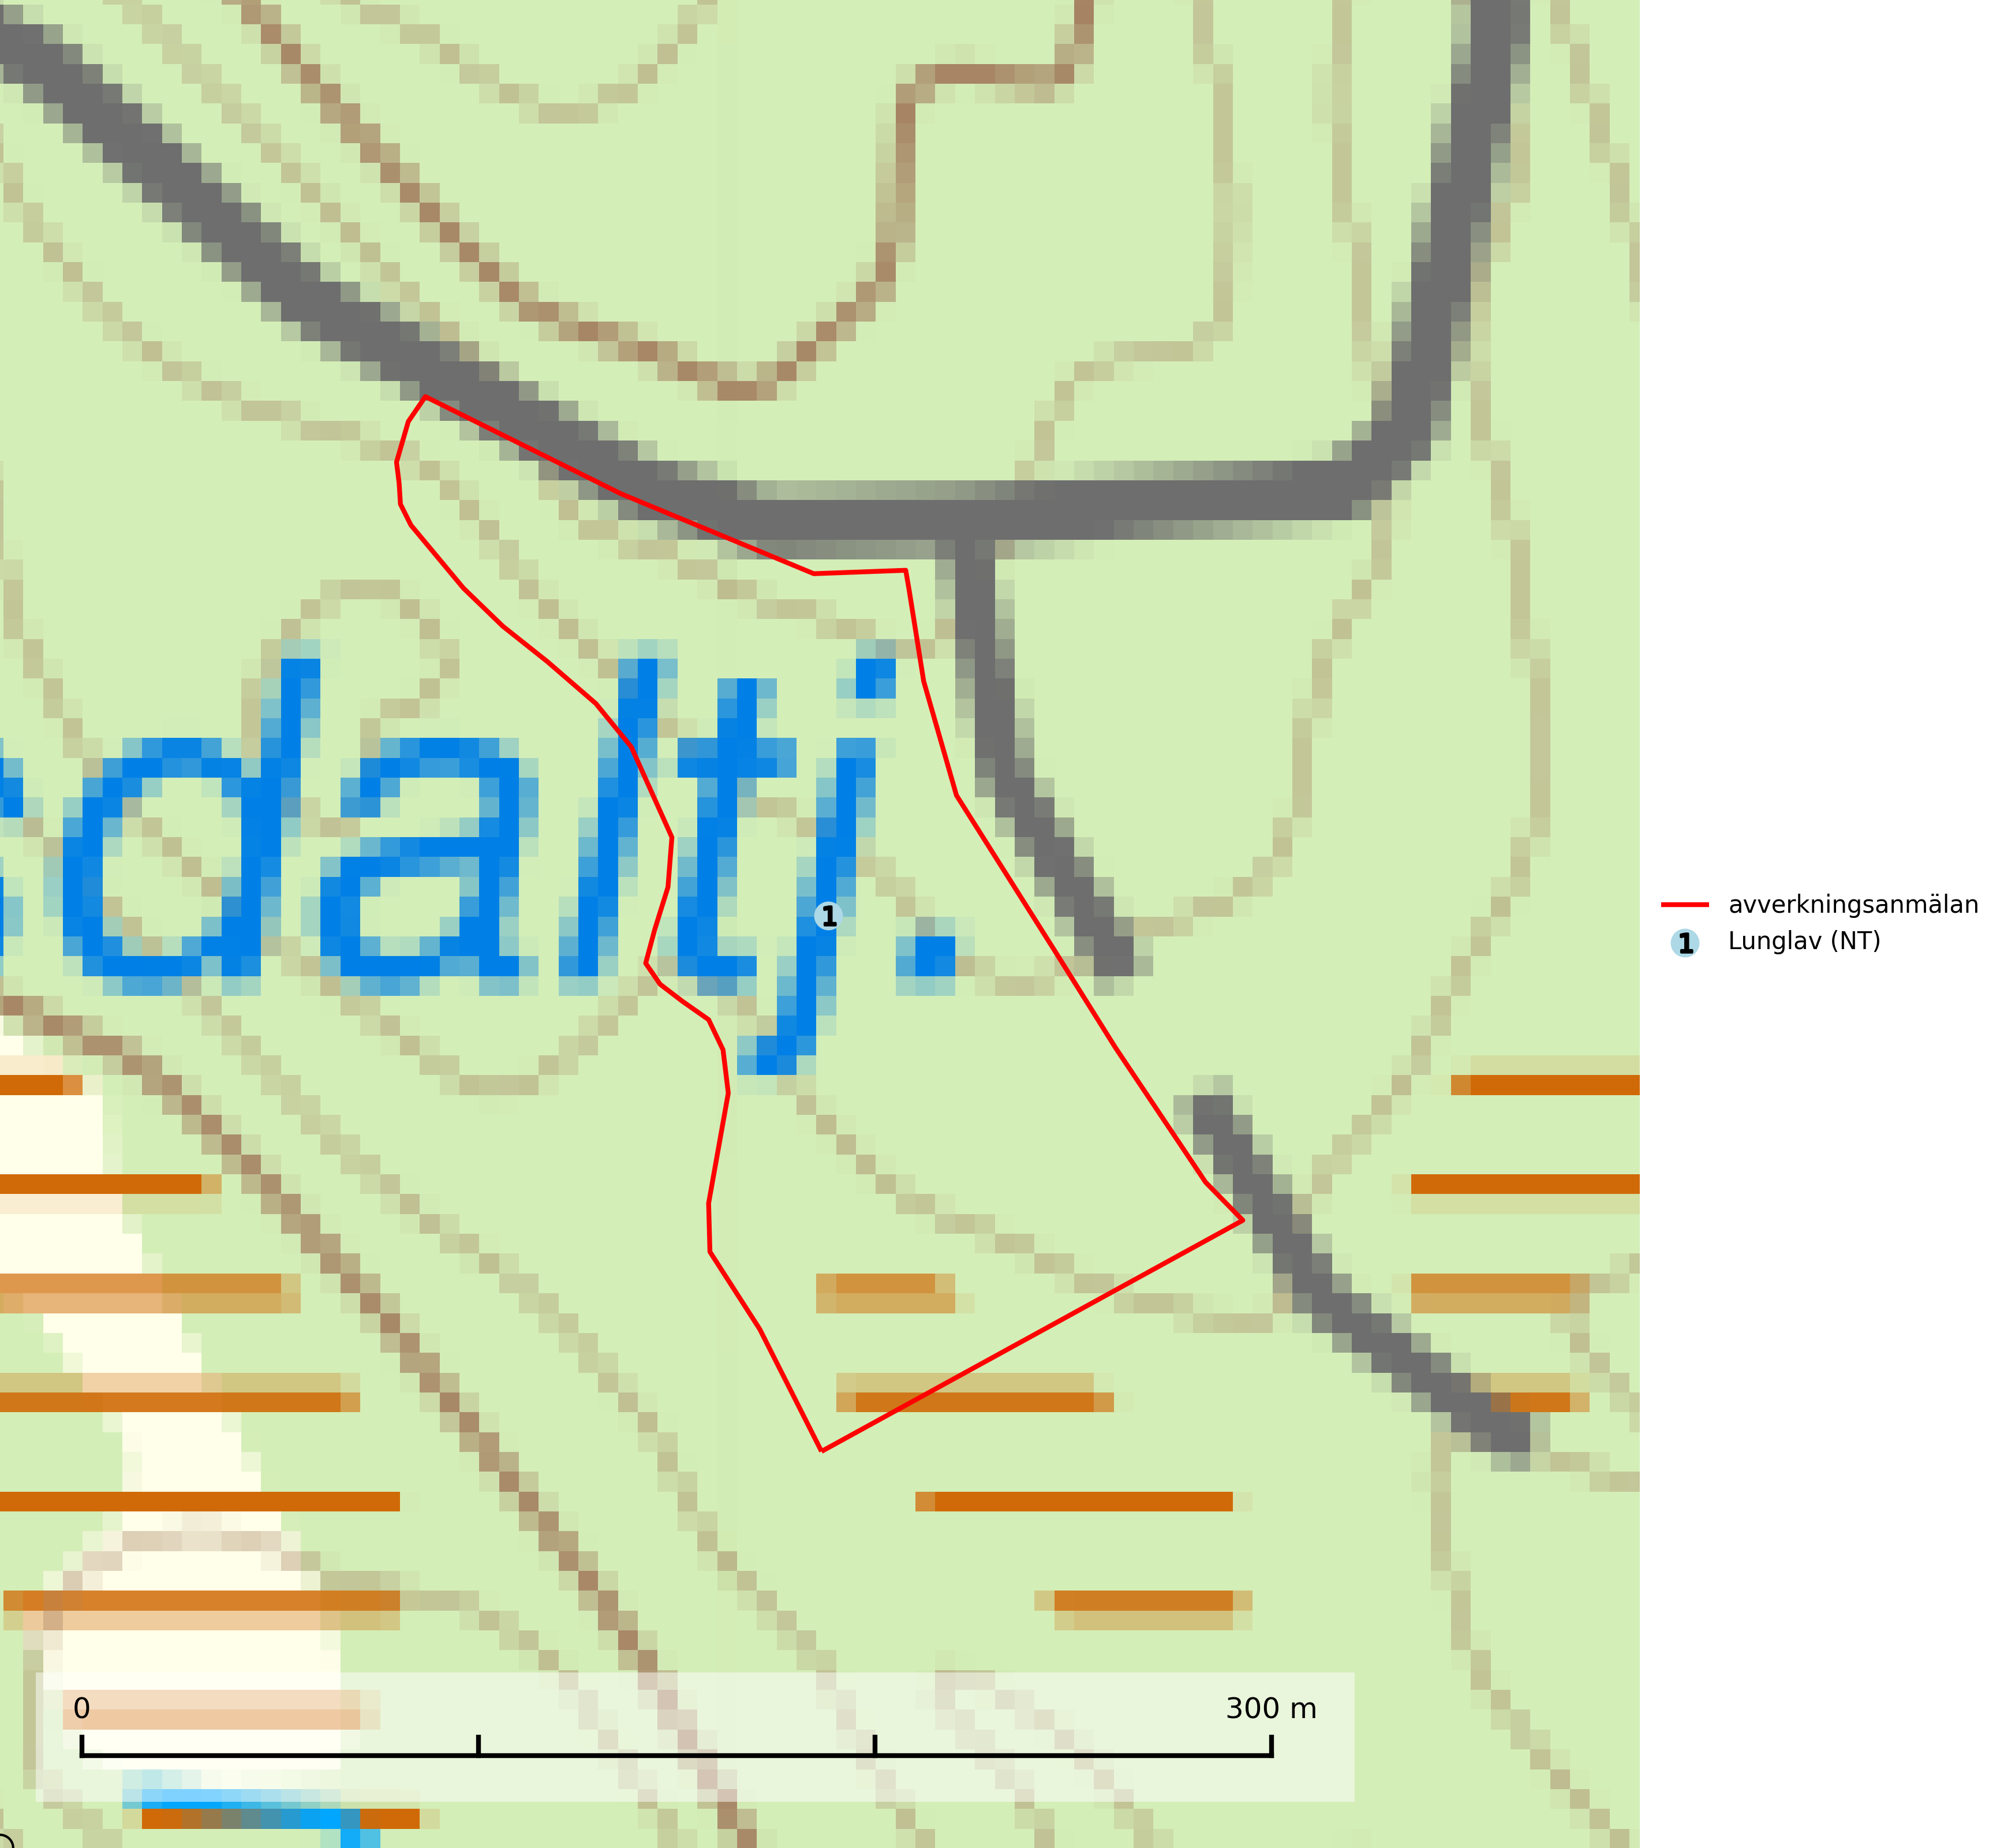 daltj.
1
avverkningsanmälan
1 Lunglav (NT)
0 300 m